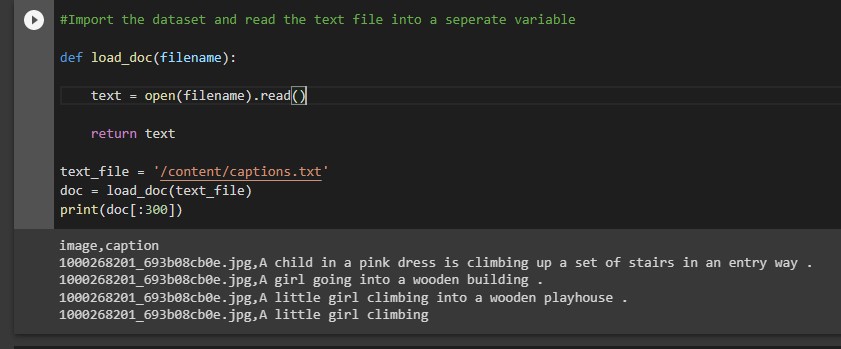 #Import the dataset and read the text file into a seperate variable
def load_doc(filename):
text = open(filename).read()
return text
text_file = '/content/captions.txt'
doc = load_doc(text_file)
print(doc[:300])
image,caption
1000268201_693b08cb0e.jpg,A child in a pink dress is climbing up a set of stairs in an entry way .
1000268201_693b08cb0e.jpg,A girl going into a wooden building .
1000268201_693b08cb0e.jpg,A little girl climbing into a wooden playhouse .
1000268201_693b08cb0e.jpg,A little girl climbing